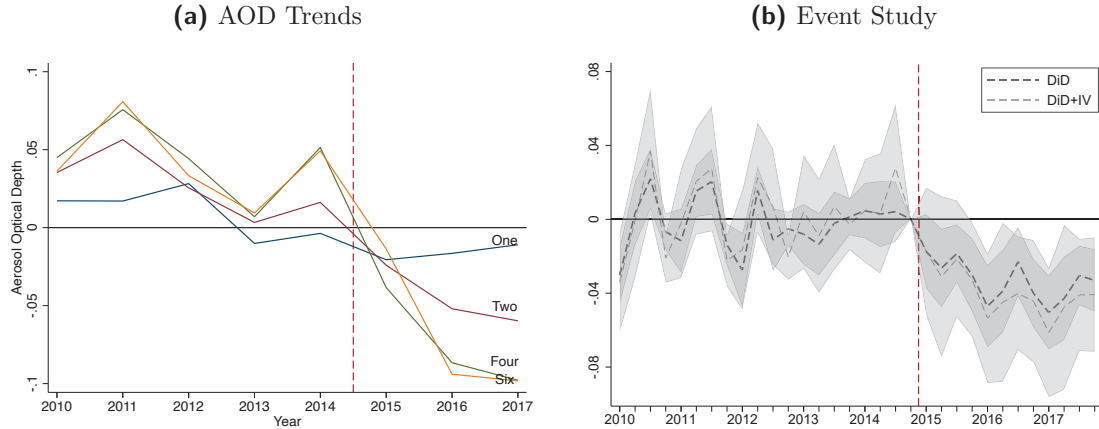 (a) AOD Trends
Aerosol Optical Depth
.1
.05
0
-.05
-.1
One
Two
Four
Six
2010 2011 2012 2013 2014 2015 2016 2017
Year
(b) Event Study
.08
.04
0
-.04
-.08
DiD
DiD+IV
2010 2011 2012 2013 2014 2015 2016 2017